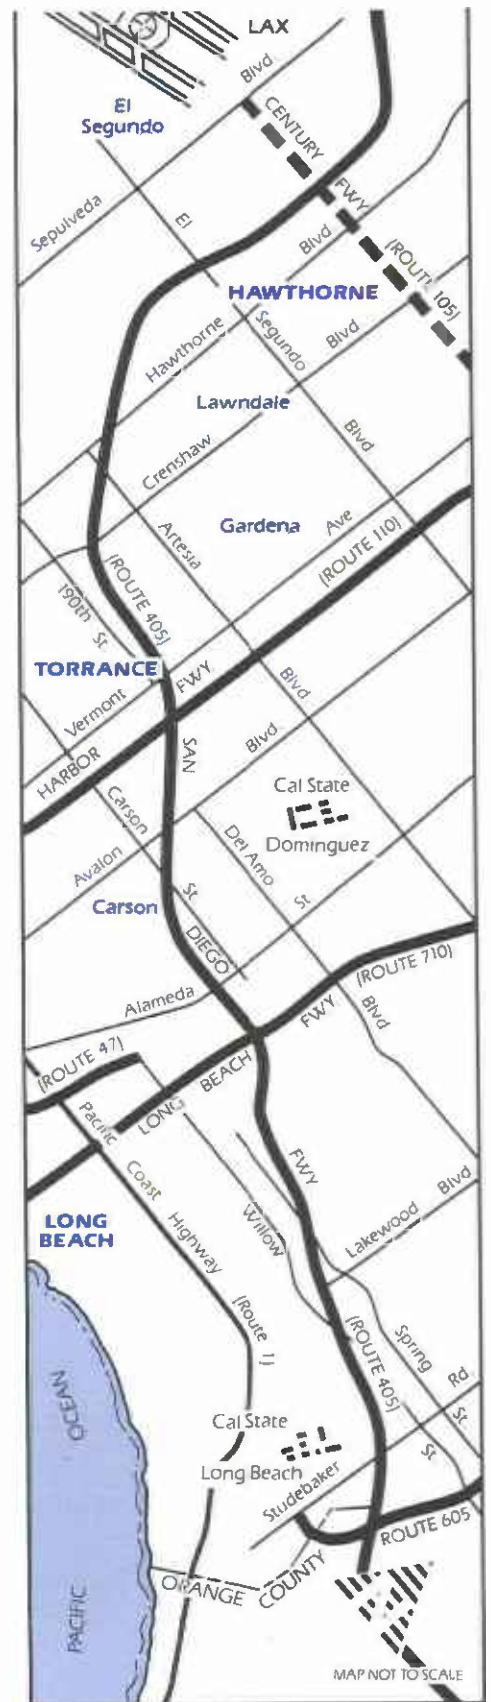 LAX
Blvd
El
Segundo
CENTURY
FWY
(ROUTE 105)
Sepulveda
El
Segundo
Blvd
Blvd
HAWTHORNE
Hawthorne
Blvd
Lawndale
Crenshaw
Gardena
Ave
Artesia
(ROUTE 110)
190th St
(ROUTE 405)
TORRANCE
FWY
Vermont
Blvd
Blvd
HARBOR
SAN
Cal State
Dominguez
Carson
Avalon
Del Amo
St
St
Carson
DIEGO
(ROUTE 710)
Alameda
FWY
Blvd
(ROUTE 47)
BEACH
LONG
Pacific
Coast
Highway
(Route 1)
FWY
Willow
Lakewood
Blvd
LONG
BEACH
(ROUTE 405)
Spring
Rd
St
OCEAN
Cal State
Long Beach
St
Studebaker
ROUTE 605
ORANGE COUNTY
PACIFIC
MAP NOT TO SCALE